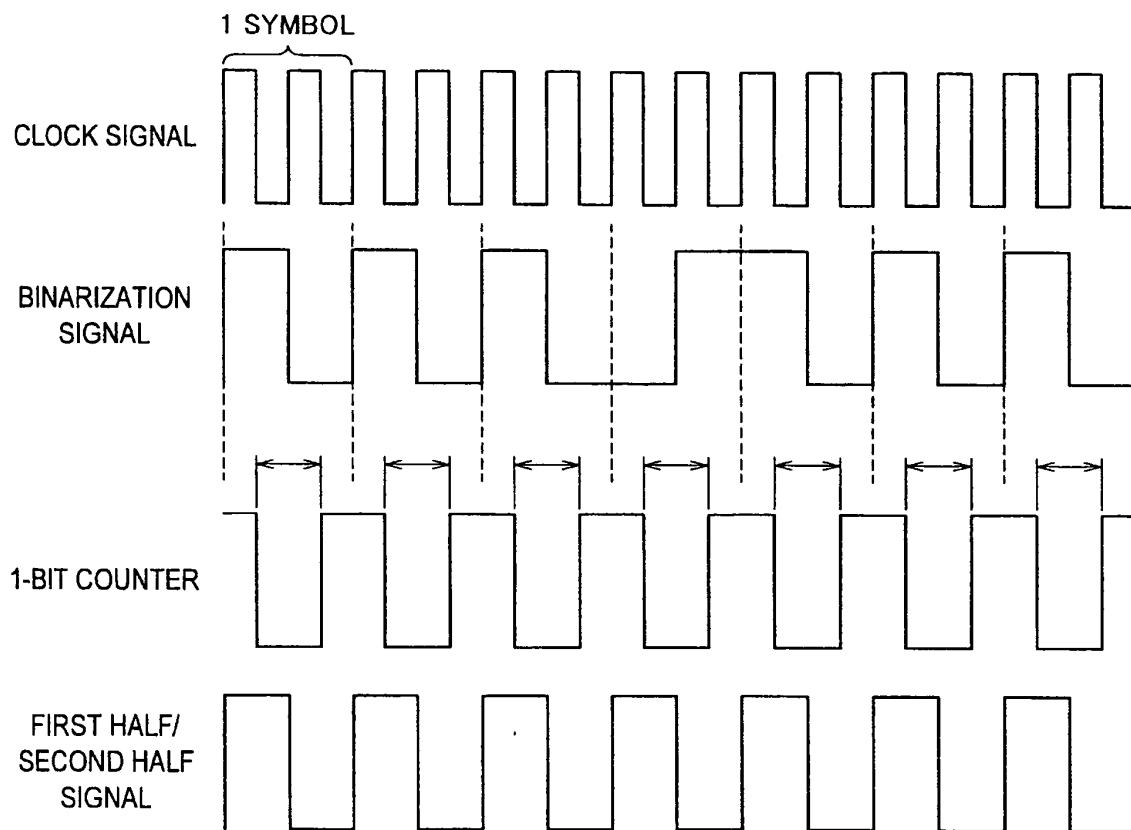 1 SYMBOL
CLOCK SIGNAL
BINARIZATION
SIGNAL
1-BIT COUNTER
FIRST HALF/
SECOND HALF
SIGNAL